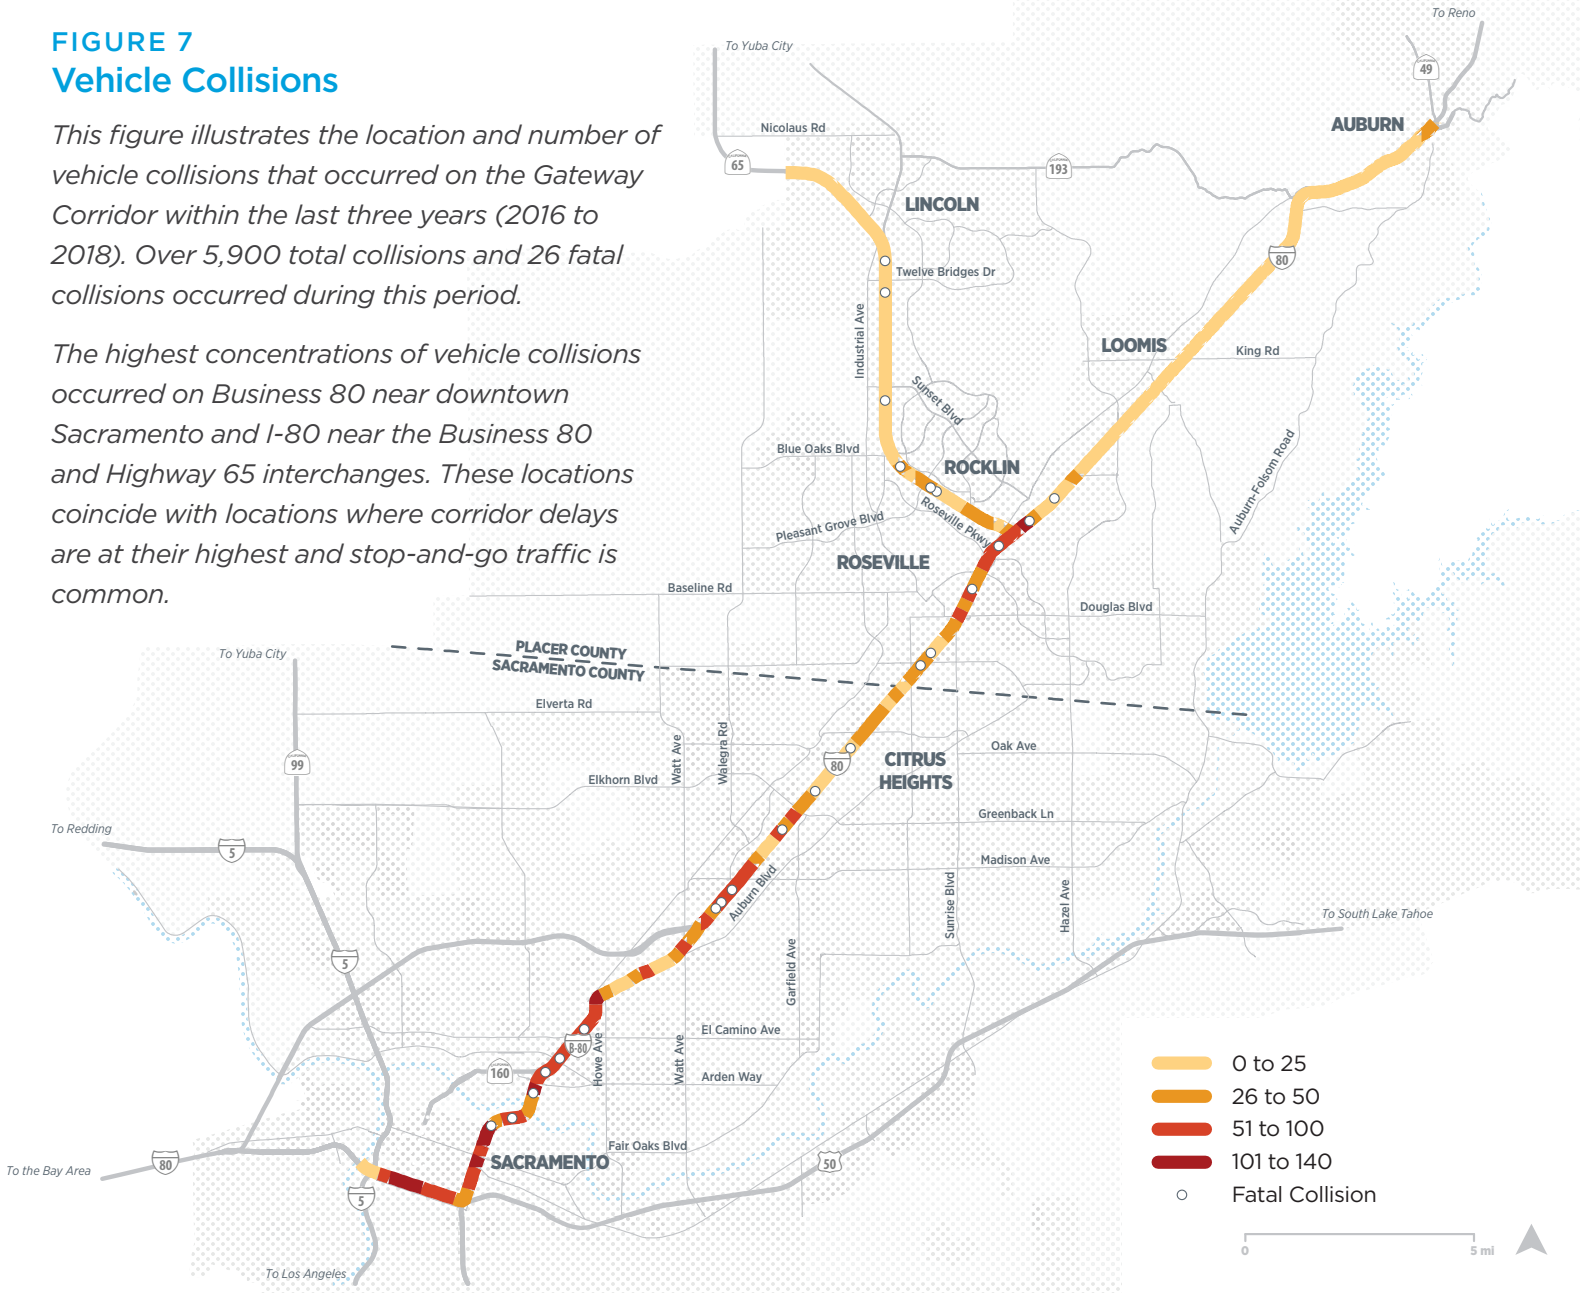 FIGURE 7
Vehicle Collisions
This figure illustrates the location and number of
vehicle collisions that occurred on the Gateway
Corridor within the last three years (2016 to
2018). Over 5,900 total collisions and 26 fatal
collisions occurred during this period.
The highest concentrations of vehicle collisions
occurred on Business 80 near downtown
Sacramento and I-80 near the Business 80
and Highway 65 interchanges. These locations
coincide with locations where corridor delays
are at their highest and stop-and-go traffic is
common.
To Reno
To Yuba City
49
AUBURN
Nicolaus Rd
65
193
LINCOLN
80
Twelve Bridges Dr
Industrial Ave
LOOMIS
King Rd
Sunset Blvd
Blue Oaks Blvd
ROCKLIN
Auburn-Folsom Road
Roseville Pkwy
Pleasant Grove Blvd
ROSEVILLE
Baseline Rd
Douglas Blvd
PLACER COUNTY
SACRAMENTO COUNTY
To Yuba City
Elverta Rd
99
Watt Ave
Walegra Rd
80
CITRUS
HEIGHTS
Oak Ave
Elkhorn Blvd
Greenback Ln
To Redding
5
Madison Ave
Auburn Blvd
Sunrise Blvd
Hazel Ave
To South Lake Tahoe
5
Garfield Ave
El Camino Ave
B-80
Howe Ave
Watt Ave
160
Arden Way
Fair Oaks Blvd
SACRAMENTO
50
80
To the Bay Area
5
To Los Angeles
0 to 25
26 to 50
51 to 100
101 to 140
Fatal Collision
0
5 mi